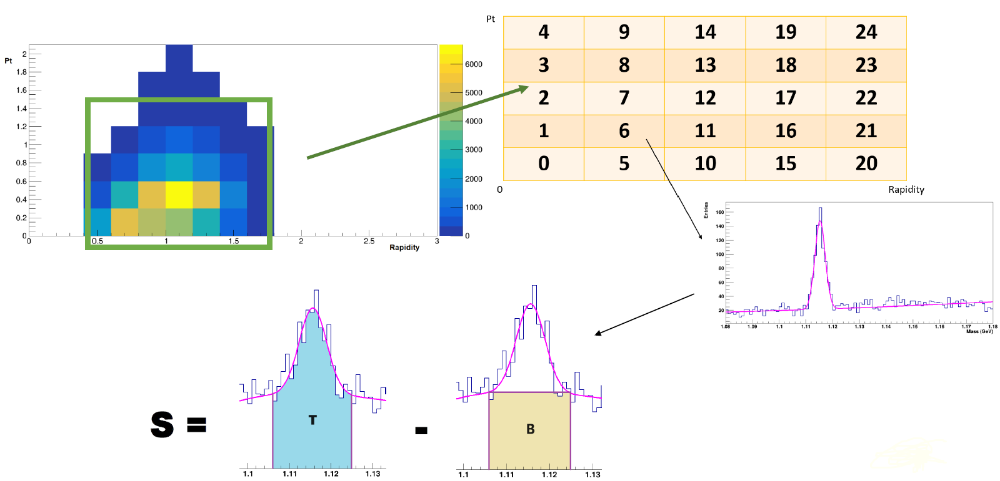 Pt
2
1.8
1.6
1.4
1.2
1
0.8
0.6
0.4
0.2
0
0 0.5 1 1.5 2 2.5 3
Rapidity
6000
5000
4000
3000
2000
1000
0
Pt
4 9 14 19 24
3 8 13 18 23
2 7 12 17 22
1 6 11 16 21
0 5 10 15 20
0
Rapidity
Entries
160
140
120
100
80
60
40
20
1.08 1.09 1.1 1.11 1.12 1.13 1.14 1.15 1.16 1.17 1.18
Mass (GeV)
S = T - B
1.1 1.11 1.12 1.13
1.1 1.11 1.12 1.13